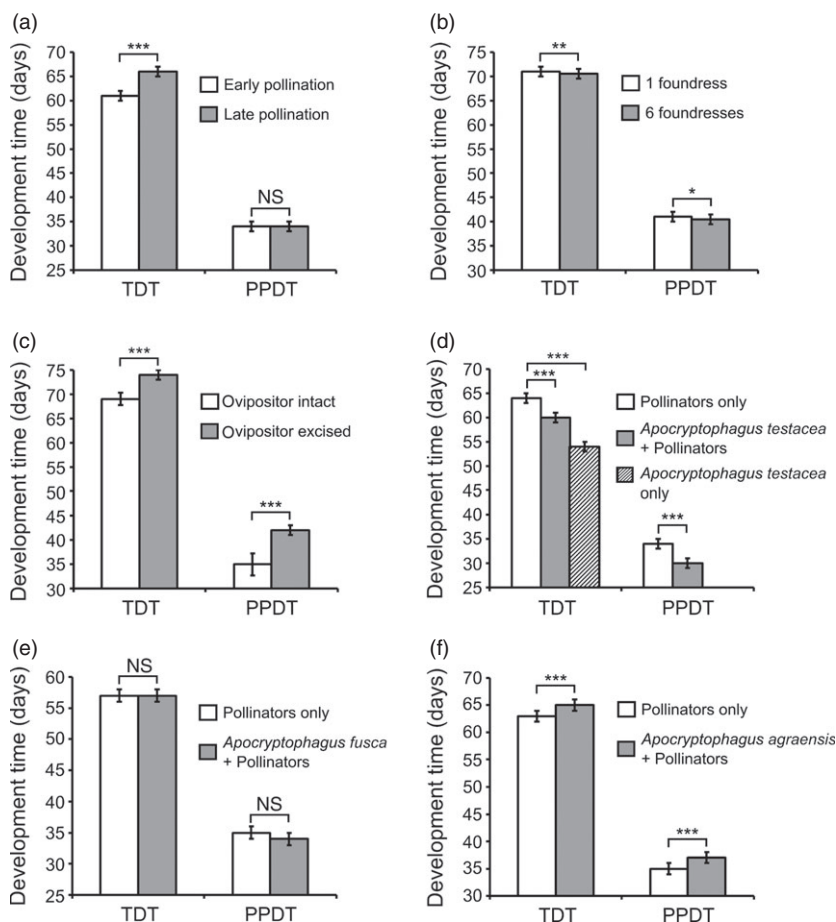 (a)
Development time (days)
70
65
60
55
50
45
40
35
30
25
***
NS
Early pollination
Late pollination
TDT
PPDT
(b)
Development time (days)
75
70
65
60
55
50
45
40
35
30
**
*
1 foundress
6 foundresses
TDT
PPDT
(c)
Development time (days)
75
70
65
60
55
50
45
40
35
30
***
***
Ovipositor intact
Ovipositor excised
TDT
PPDT
(d)
Development time (days)
70
65
60
55
50
45
40
35
30
25
***
***
***
Pollinators only
Apocryptophagus testacea
+ Pollinators
Apocryptophagus testacea
only
TDT
PPDT
(e)
Development time (days)
60
55
50
45
40
35
30
25
NS
NS
Pollinators only
Apocryptophagus fusca
+ Pollinators
TDT
PPDT
(f)
Development time (days)
70
65
60
55
50
45
40
35
30
***
***
Pollinators only
Apocryptophagus agraensis
+ Pollinators
TDT
PPDT